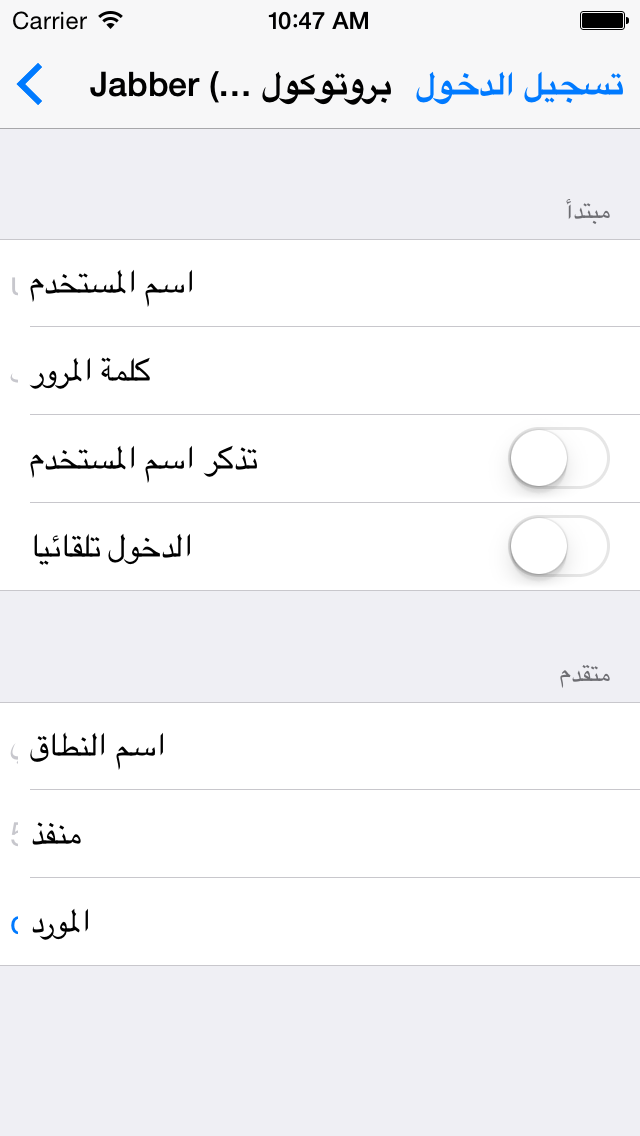 Carrier 10:47 AM
تسجيل الدخول
بروتوكول Jabber (...
مبتدأ
اسم المستخدم
كلمة المرور
تذكر اسم المستخدم
الدخول تلقائيا
متقدم
اسم النطاق
منفذ
المورد